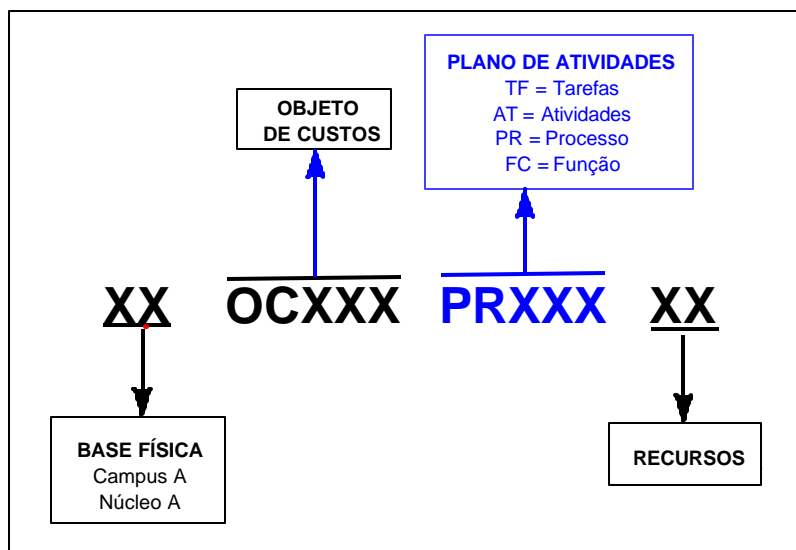 PLANO DE ATIVIDADES
TF = Tarefas
AT = Atividades
PR = Processo
FC = Função
OBJETO
DE CUSTOS
XX OCXXX PRXXX XX
BASE FÍSICA
Campus A
Núcleo A
RECURSOS